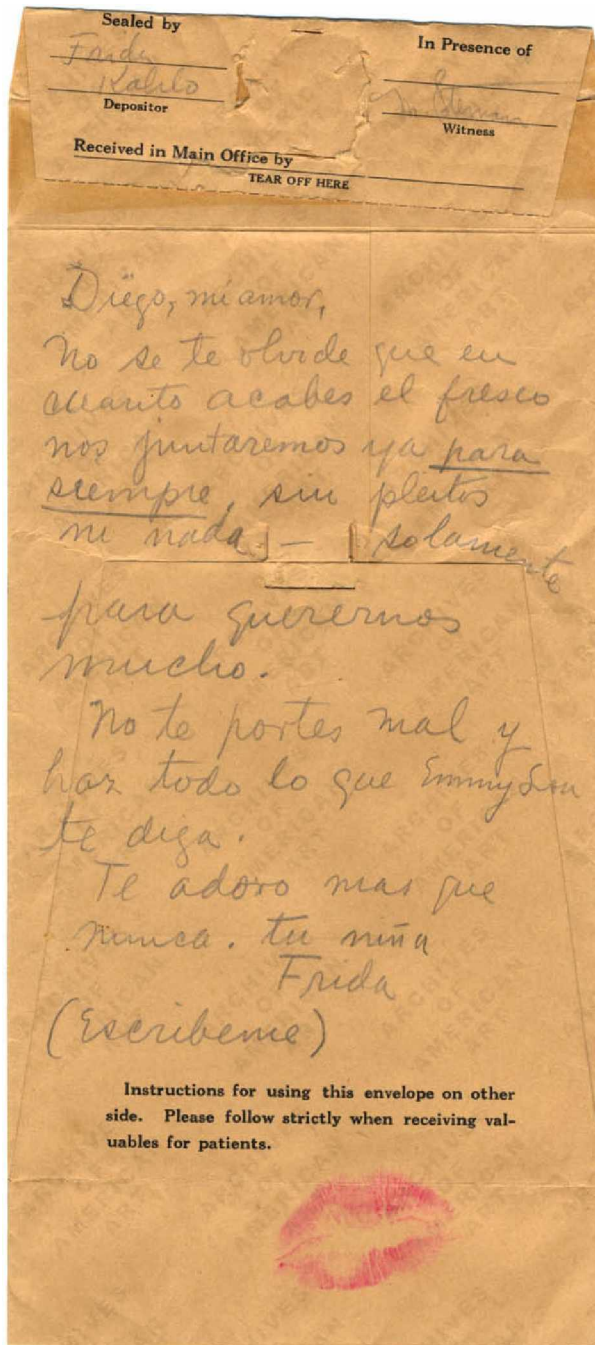 Sealed by
In Presence of
Frida
Kahlo
Depositor
Witness
Received in Main Office by
TEAR OFF HERE
Diego, mi amor,
No se te olvide que en
cuanto acabes el fresco
nos juntaremos ya para
siempre, sin pleitos
ni nada — solamente
para querernos
mucho.
No te portes mal y
haz todo lo que Emmy Lou
te diga.
Te adoro mas que
nunca. tu niña
Frida
(Escribeme)
Instructions for using this envelope on other
side. Please follow strictly when receiving val-
uables for patients.
ARCHIVES
OF
AMERICAN
ART